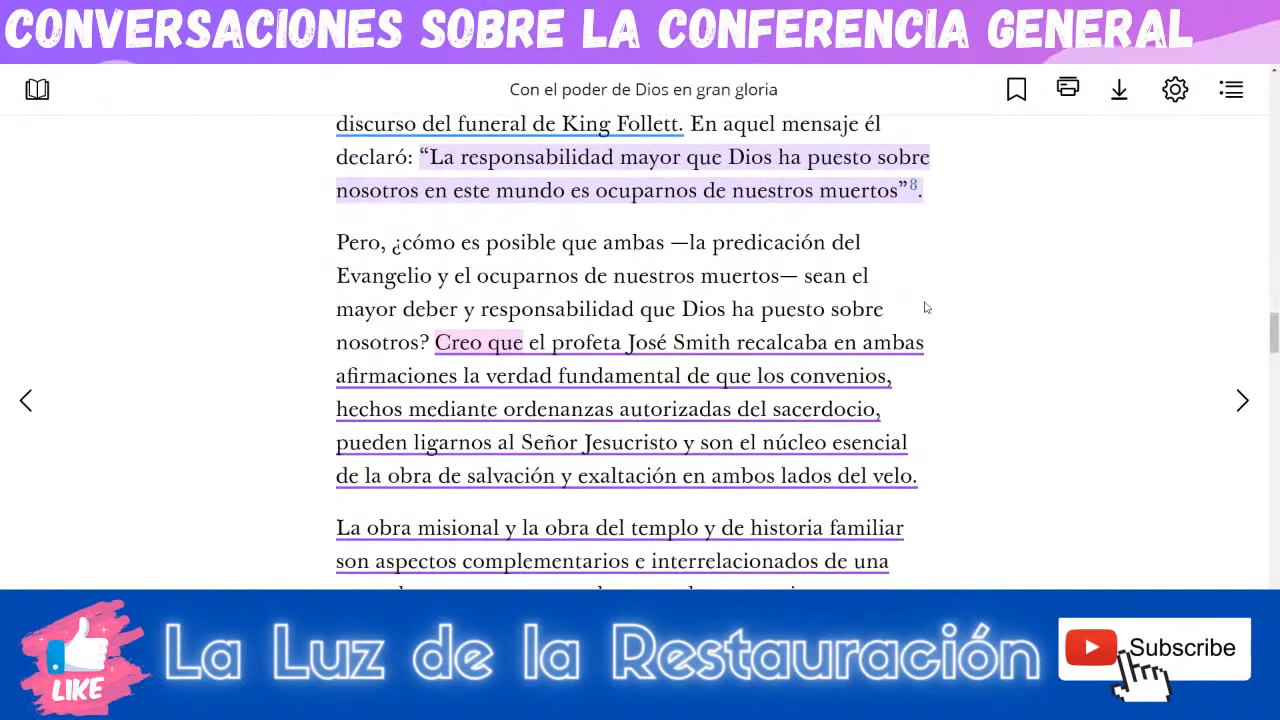 CONVERSACIONES SOBRE LA CONFERENCIA GENERAL
Con el poder de Dios en gran gloria
discurso del funeral de King Follett. En aquel mensaje él
declaró: “La responsabilidad mayor que Dios ha puesto sobre
nosotros en este mundo es ocuparnos de nuestros muertos”8.
Pero, ¿cómo es posible que ambas —la predicación del
Evangelio y el ocuparnos de nuestros muertos— sean el
mayor deber y responsabilidad que Dios ha puesto sobre
nosotros? Creo que el profeta José Smith recalcaba en ambas
afirmaciones la verdad fundamental de que los convenios,
hechos mediante ordenanzas autorizadas del sacerdocio,
pueden ligarnos al Señor Jesucristo y son el núcleo esencial
de la obra de salvación y exaltación en ambos lados del velo.
La obra misional y la obra del templo y de historia familiar
son aspectos complementarios e interrelacionados de una
LIKE
La Luz de la Restauración
Subscribe